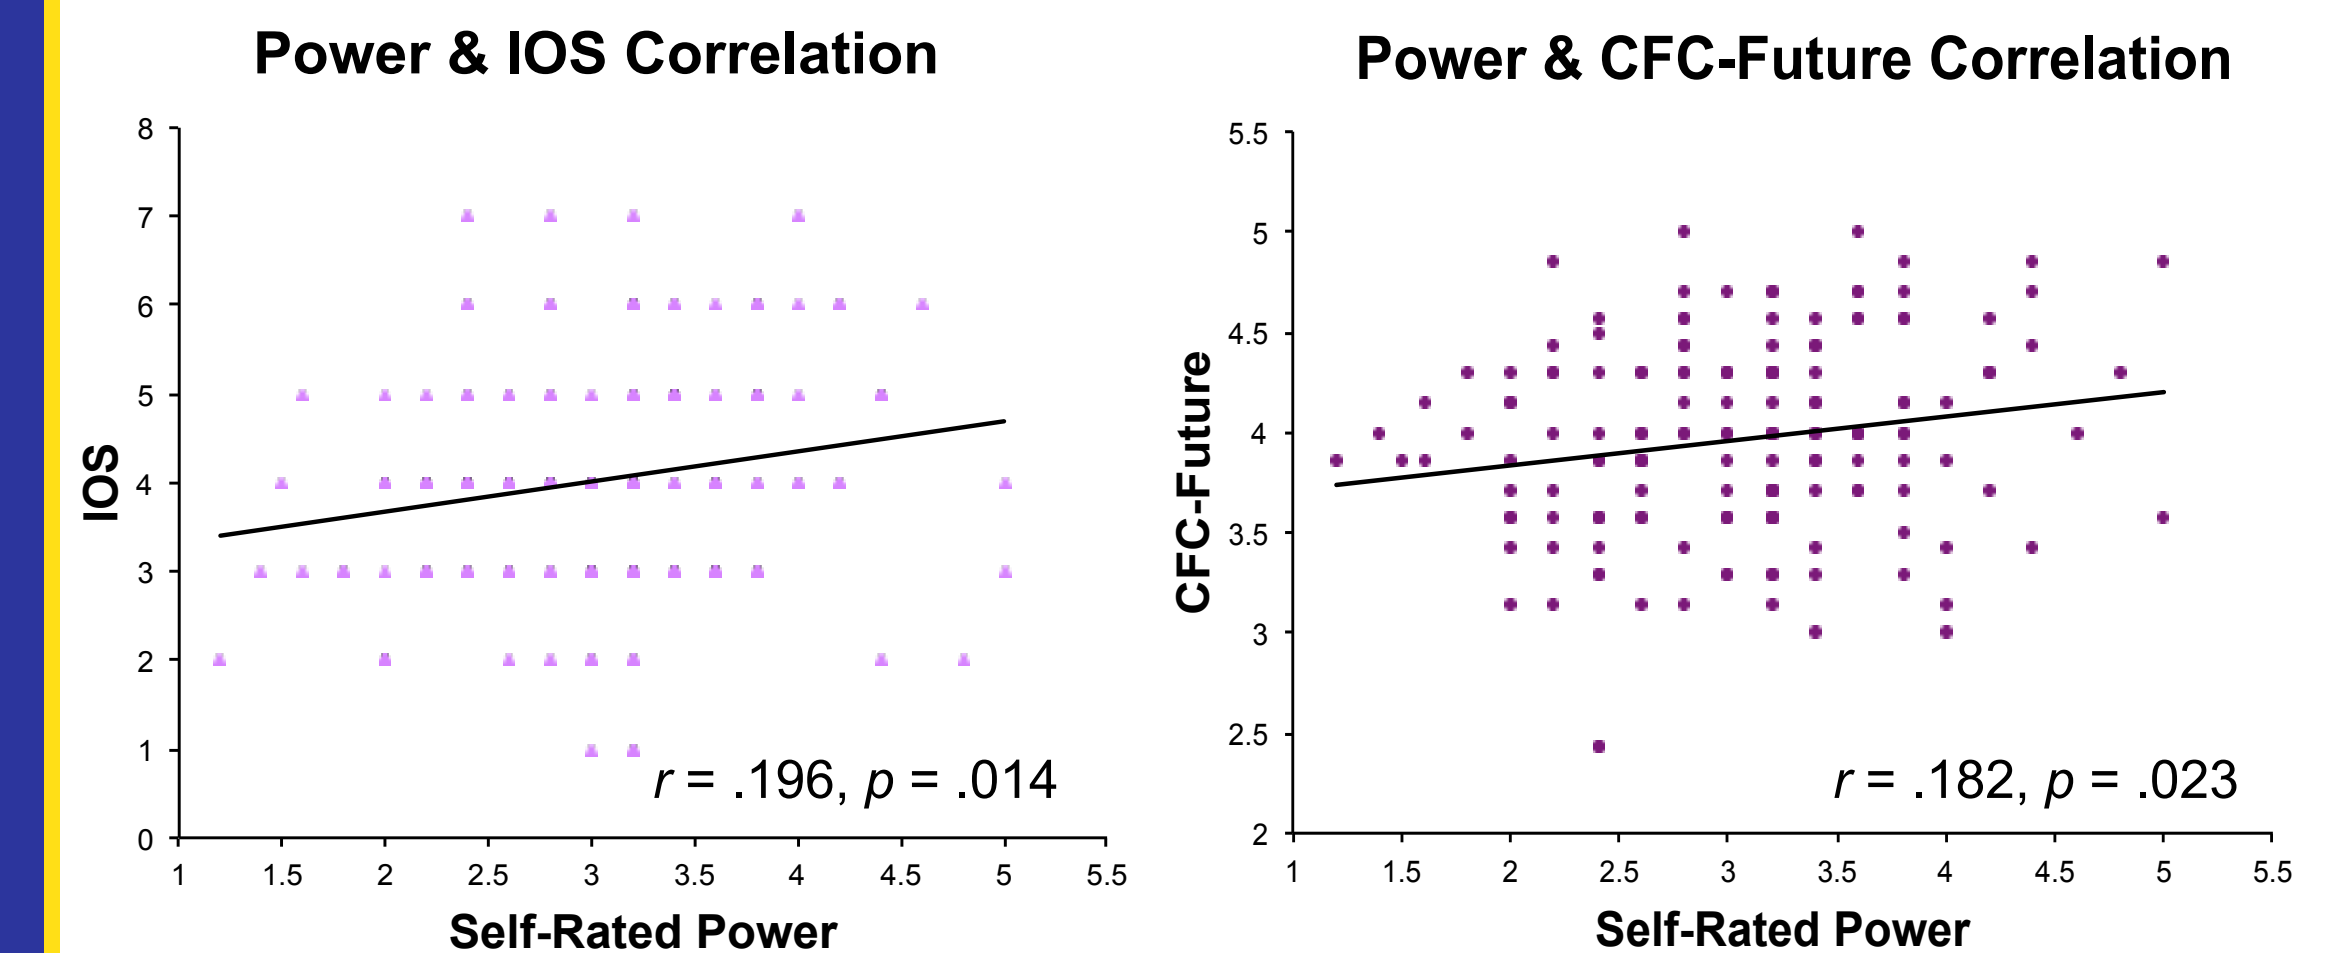 Power & IOS Correlation
8
7
6
5
4
3
2
1
0
IOS
1 1.5 2 2.5 3 3.5 4 4.5 5 5.5
Self-Rated Power
r = .196, p = .014
Power & CFC-Future Correlation
5.5
5
4.5
4
3.5
3
2.5
2
CFC-Future
1 1.5 2 2.5 3 3.5 4 4.5 5 5.5
Self-Rated Power
r = .182, p = .023